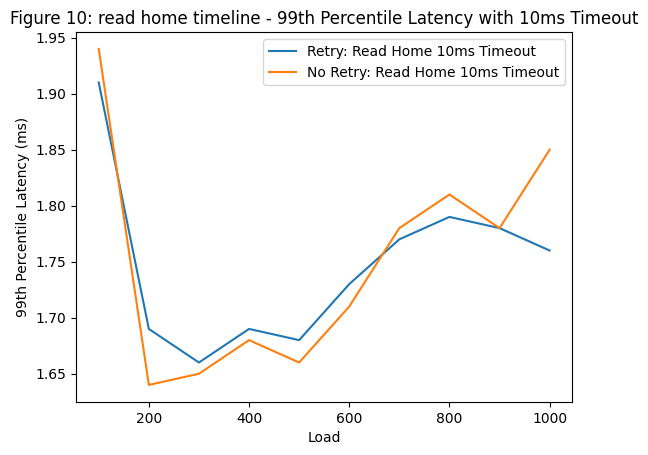 Figure 10: read home timeline - 99th Percentile Latency with 10ms Timeout
Retry: Read Home 10ms Timeout
No Retry: Read Home 10ms Timeout
99th Percentile Latency (ms)
1.95
1.90
1.85
1.80
1.75
1.70
1.65
200 400 600 800 1000
Load